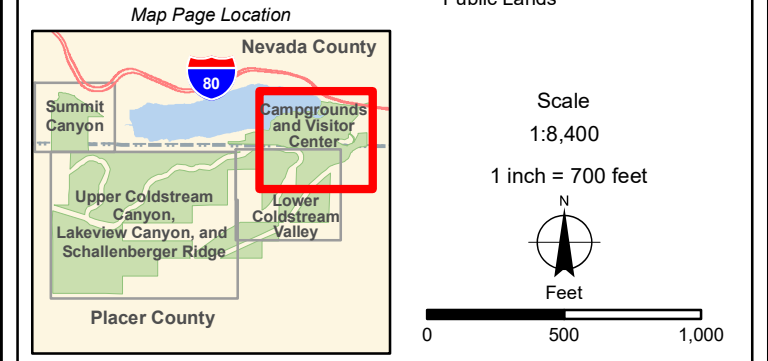 Public Lands
Map Page Location
Nevada County
80
Summit
Canyon
Campgrounds
and Visitor
Center
Upper Coldstream
Canyon,
Lakeview Canyon, and
Schallenberger Ridge
Lower
Coldstream
Valley
Placer County
Scale
1:8,400
1 inch = 700 feet
N
Feet
0 500 1,000